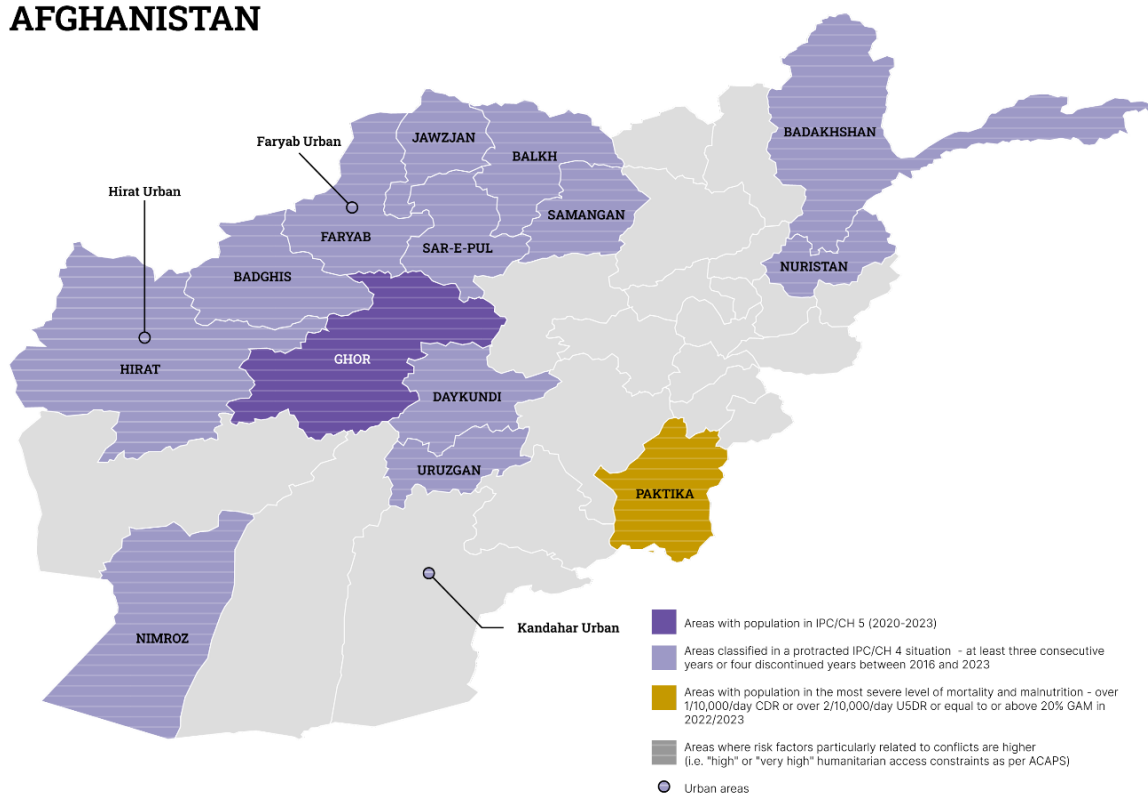 AFGHANISTAN
JAWZJAN
BADAKHSHAN
Faryab Urban
BALKH
Hirat Urban
SAMANGAN
FARYAB
SAR-E-PUL
NURISTAN
BADGHIS
GHOR
HIRAT
DAYKUNDI
URUZGAN
PAKTIKA
Kandahar Urban
NIMROZ
Areas with population in IPC/CH 5 (2020-2023)
Areas classified in a protracted IPC/CH 4 situation - at least three consecutive
years or four discontinued years between 2016 and 2023
Areas with population in the most severe level of mortality and malnutrition - over
1/10,000/day CDR or over 2/10,000/day U5DR or equal to or above 20% GAM in
2022/2023
Areas where risk factors particularly related to conflicts are higher
(i.e. "high" or "very high" humanitarian access constraints as per ACAPS)
Urban areas